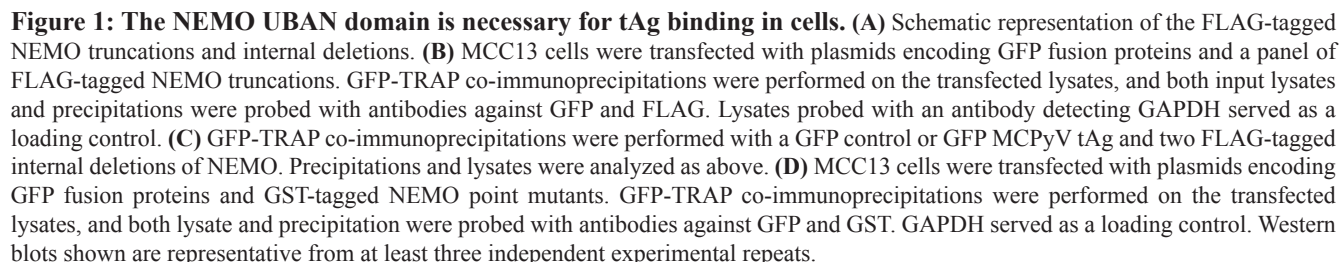 Figure 1: The NEMO UBAN domain is necessary for tAg binding in cells. (A) Schematic representation of the FLAG-tagged
NEMO truncations and internal deletions. (B) MCC13 cells were transfected with plasmids encoding GFP fusion proteins and a panel of
FLAG-tagged NEMO truncations. GFP-TRAP co-immunoprecipitations were performed on the transfected lysates, and both input lysates
and precipitations were probed with antibodies against GFP and FLAG. Lysates probed with an antibody detecting GAPDH served as a
loading control. (C) GFP-TRAP co-immunoprecipitations were performed with a GFP control or GFP MCPyV tAg and two FLAG-tagged
internal deletions of NEMO. Precipitations and lysates were analyzed as above. (D) MCC13 cells were transfected with plasmids encoding
GFP fusion proteins and GST-tagged NEMO point mutants. GFP-TRAP co-immunoprecipitations were performed on the transfected
lysates, and both lysate and precipitation were probed with antibodies against GFP and GST. GAPDH served as a loading control. Western
blots shown are representative from at least three independent experimental repeats.